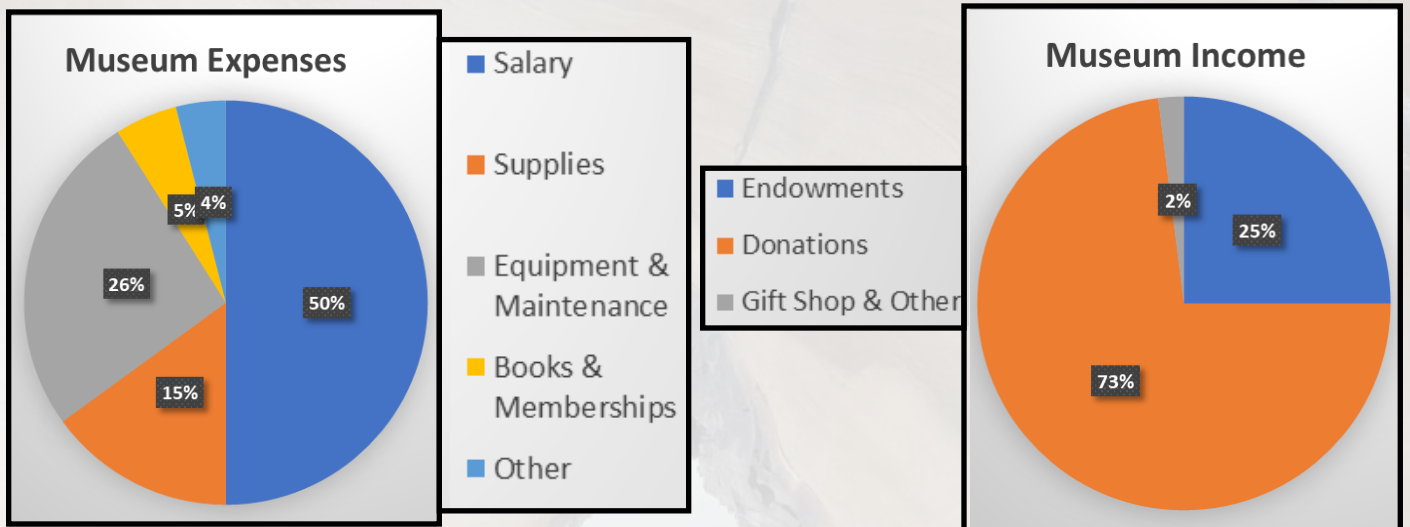 Museum Expenses
5%
4%
26%
50%
15%
Salary
Supplies
Equipment &
Maintenance
Books &
Memberships
Other
Endowments
Donations
Gift Shop & Other
Museum Income
2%
25%
73%